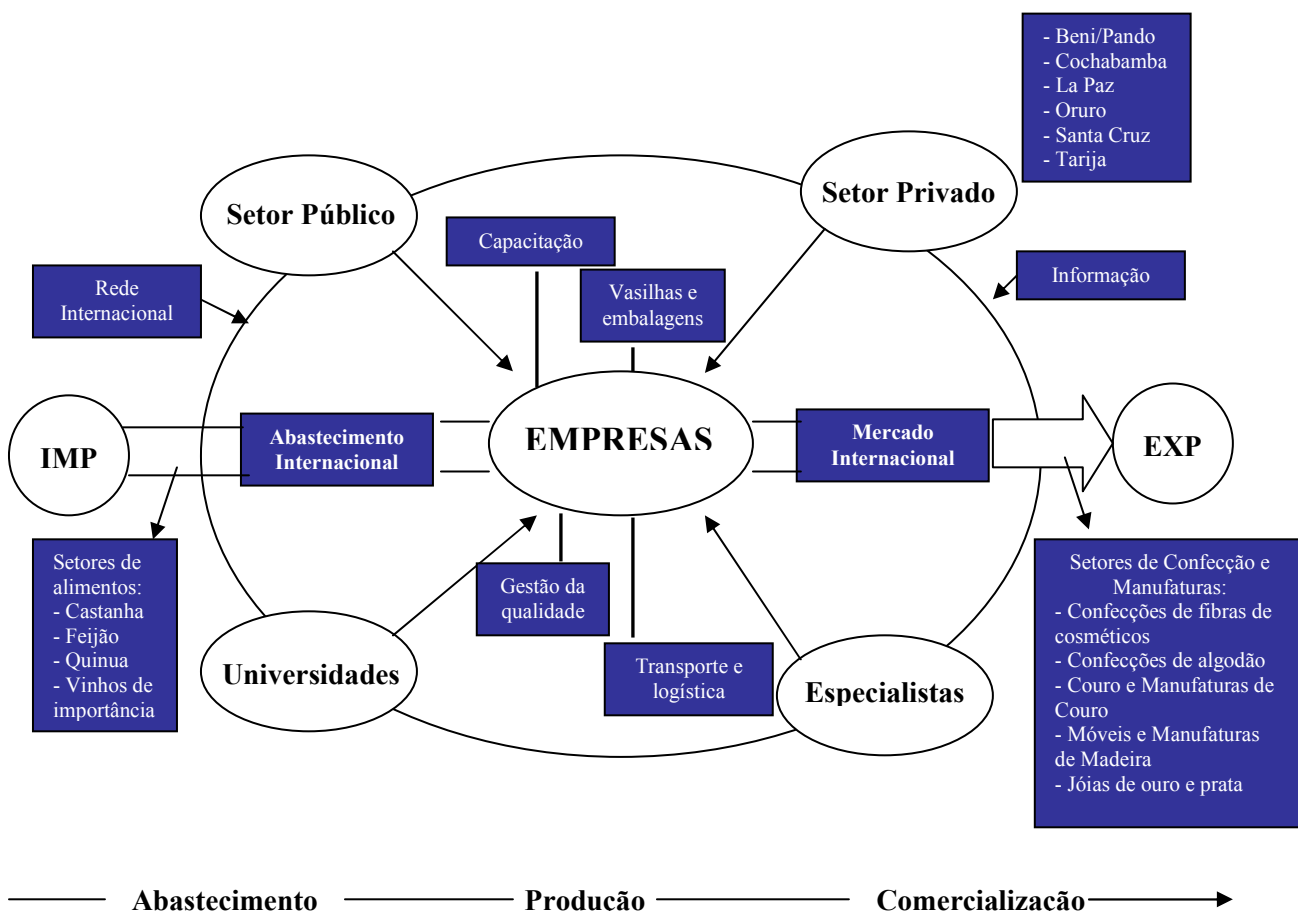 - Beni/Pando
- Cochabamba
- La Paz
- Oruro
- Santa Cruz
- Tarija
Setor Público
Setor Privado
Capacitação
Rede
Internacional
Vasilhas e
embalagens
Informação
IMP
Abastecimento
Internacional
EMPRESAS
Mercado
Internacional
EXP
Setores de
alimentos:
- Castanha
- Feijão
- Quinua
- Vinhos de
importância
Gestão da
qualidade
Setores de Confecção e
Manufaturas:
- Confecções de fibras de
cosméticos
- Confecções de algodão
- Couro e Manufaturas de
Couro
- Móveis e Manufaturas
de Madeira
- Jóias de ouro e prata
Universidades
Transporte e
logística
Especialistas
Abastecimento
Produção
Comercialização